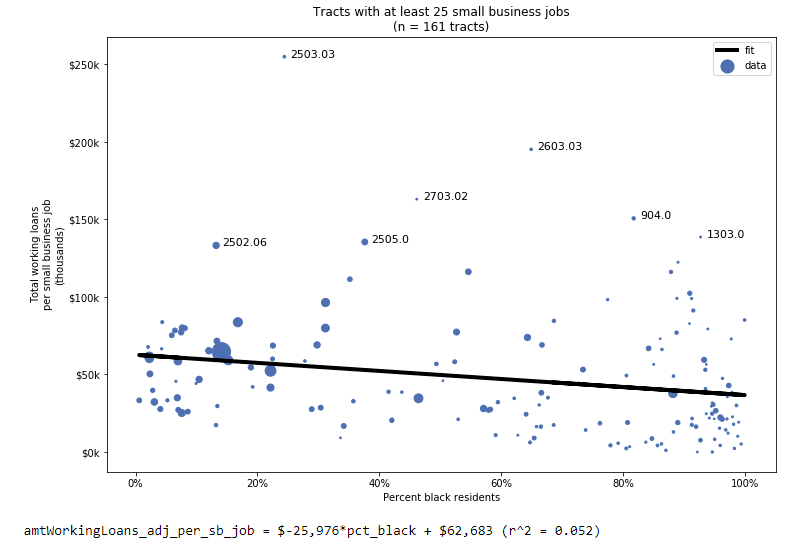 Tracts with at least 25 small business jobs
(n = 161 tracts)
fit
data
Total working loans
per small business job
(thousands)
$250k
$200k
$150k
$100k
$50k
$0k
2503.03
2603.03
2703.02
904.0
1303.0
2505.0
2502.06
0%
20%
40%
60%
80%
100%
Percent black residents
amtWorkingLoans_adj_per_sb_job = $-25,976*pct_black + $62,683 (r^2 = 0.052)